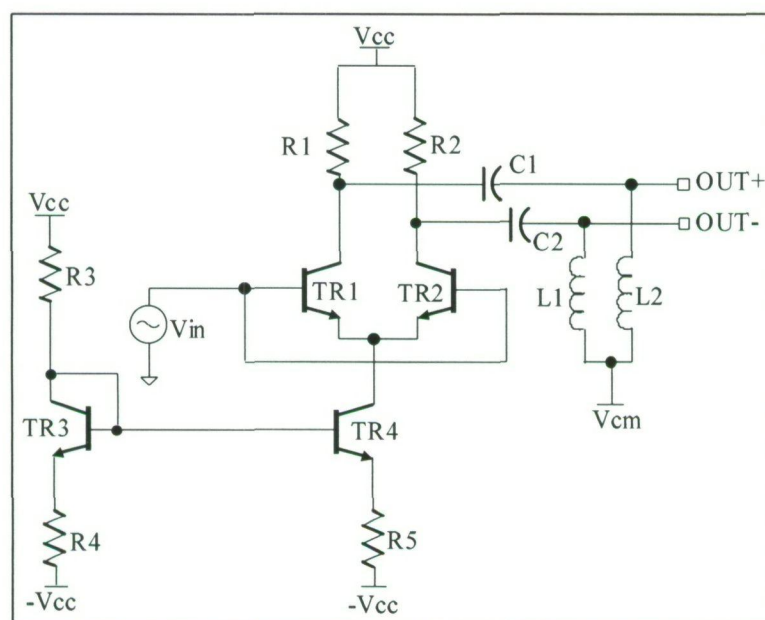 Vcc
R1
R2
C1
OUT+
Vcc
OUT-
C2
R3
TR1
TR2
L1
L2
Vin
TR3
TR4
Vcm
R4
R5
-Vcc
-Vcc